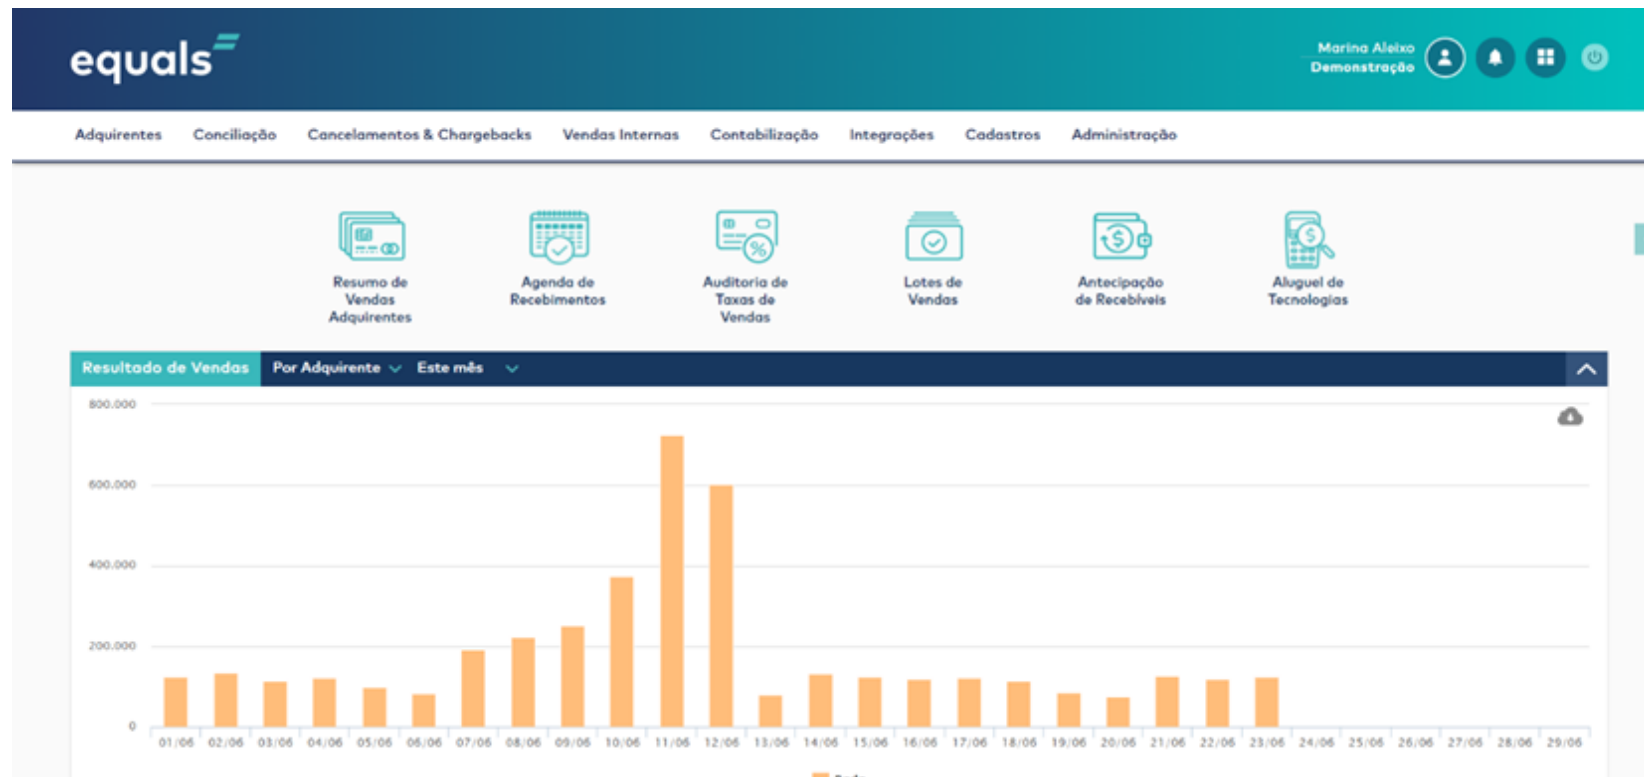 equals
Marina Aleixo
Demonstração
Adquirentes Conciliação Cancelamentos & Chargebacks Vendas Internas Contabilização Integrações Cadastros Administração
Resumo de Vendas Adquirentes
Agenda de Recebimentos
Auditoria de Taxas de Vendas
Lotes de Vendas
Antecipação de Recebíveis
Aluguel de Tecnologias
Resultado de Vendas Por Adquirente Este mês
800.000
600.000
400.000
200.000
0
01/06 02/06 03/06 04/06 05/06 06/06 07/06 08/06 09/06 10/06 11/06 12/06 13/06 14/06 15/06 16/06 17/06 18/06 19/06 20/06 21/06 22/06 23/06 24/06 25/06 26/06 27/06 28/06 29/06